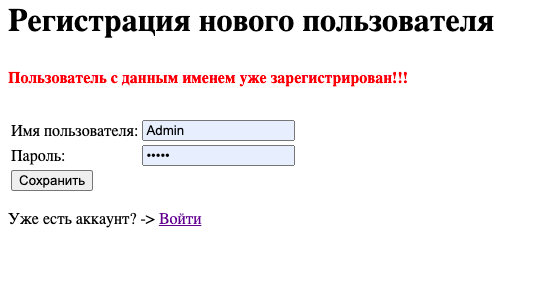 Регистрация нового пользователя
Пользователь с данным именем уже зарегистрирован!!!
Имя пользователя: Admin
Пароль: •••••
Сохранить
Уже есть аккаунт? -> Войти